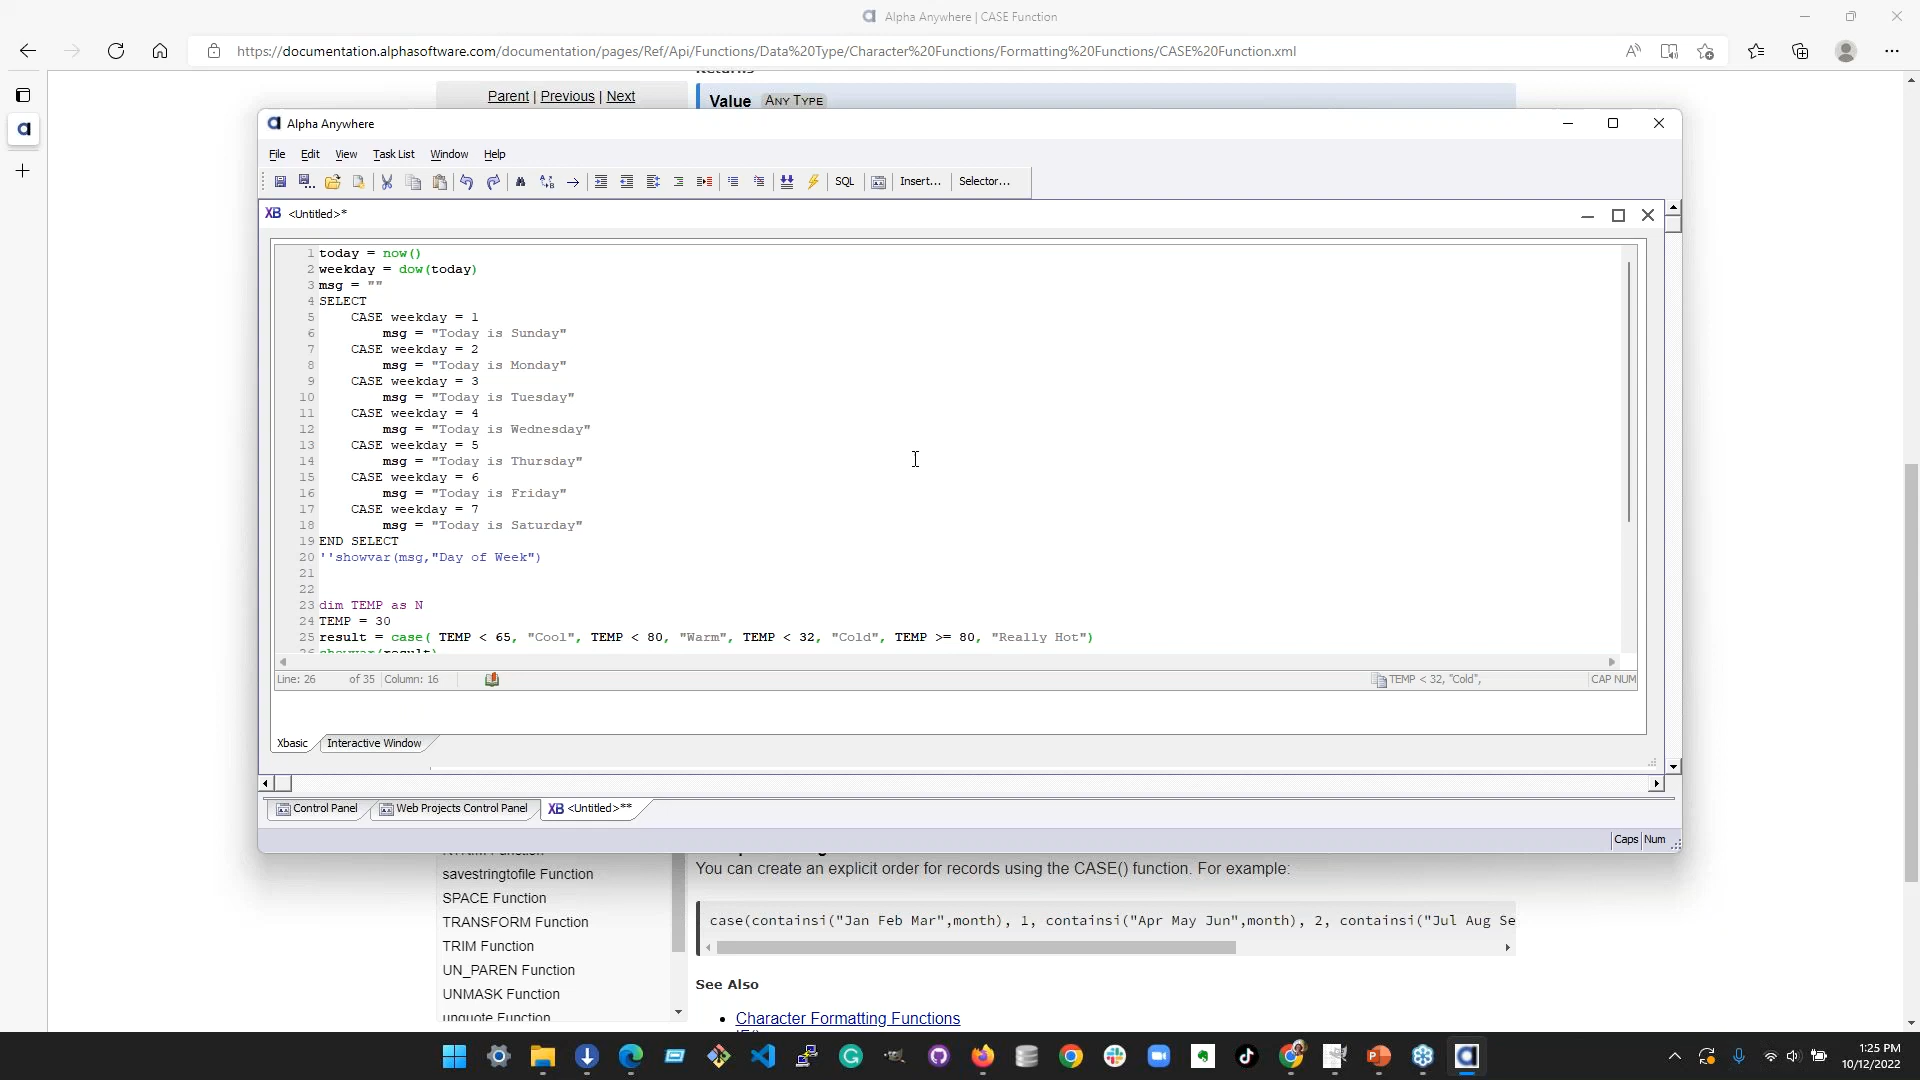 Alpha Anywhere | CASE Function
https://documentation.alphasoftware.com/documentation/pages/Ref/Api/Functions/Data%20Type/Character%20Functions/Formatting%20Functions/CASE%20Function.xml
Returns
Parent | Previous | Next
Value ANY TYPE
Alpha Anywhere
File Edit View Task List Window Help
SQL Insert... Selector...
XB <Untitled>*
1 today = now()
2 weekday = dow(today)
3 msg = ""
4 SELECT
5 CASE weekday = 1
6 msg = "Today is Sunday"
7 CASE weekday = 2
8 msg = "Today is Monday"
9 CASE weekday = 3
10 msg = "Today is Tuesday"
11 CASE weekday = 4
12 msg = "Today is Wednesday"
13 CASE weekday = 5
14 msg = "Today is Thursday"
15 CASE weekday = 6
16 msg = "Today is Friday"
17 CASE weekday = 7
18 msg = "Today is Saturday"
19 END SELECT
20 ''showvar(msg,"Day of Week")
21
22
23 dim TEMP as N
24 TEMP = 30
25 result = case( TEMP < 65, "Cool", TEMP < 80, "Warm", TEMP < 32, "Cold", TEMP >= 80, "Really Hot")
26 showvar(result)
Line: 26 of 35 Column: 16 TEMP < 32, "Cold", CAP NUM
Xbasic Interactive Window
Control Panel Web Projects Control Panel XB <Untitled>**
Caps Num
savestringtofile Function
SPACE Function
TRANSFORM Function
TRIM Function
UN_PAREN Function
UNMASK Function
unquote Function
You can create an explicit order for records using the CASE() function. For example:
case(containsi("Jan Feb Mar",month), 1, containsi("Apr May Jun",month), 2, containsi("Jul Aug Se
See Also
Character Formatting Functions
1:25 PM
10/12/2022